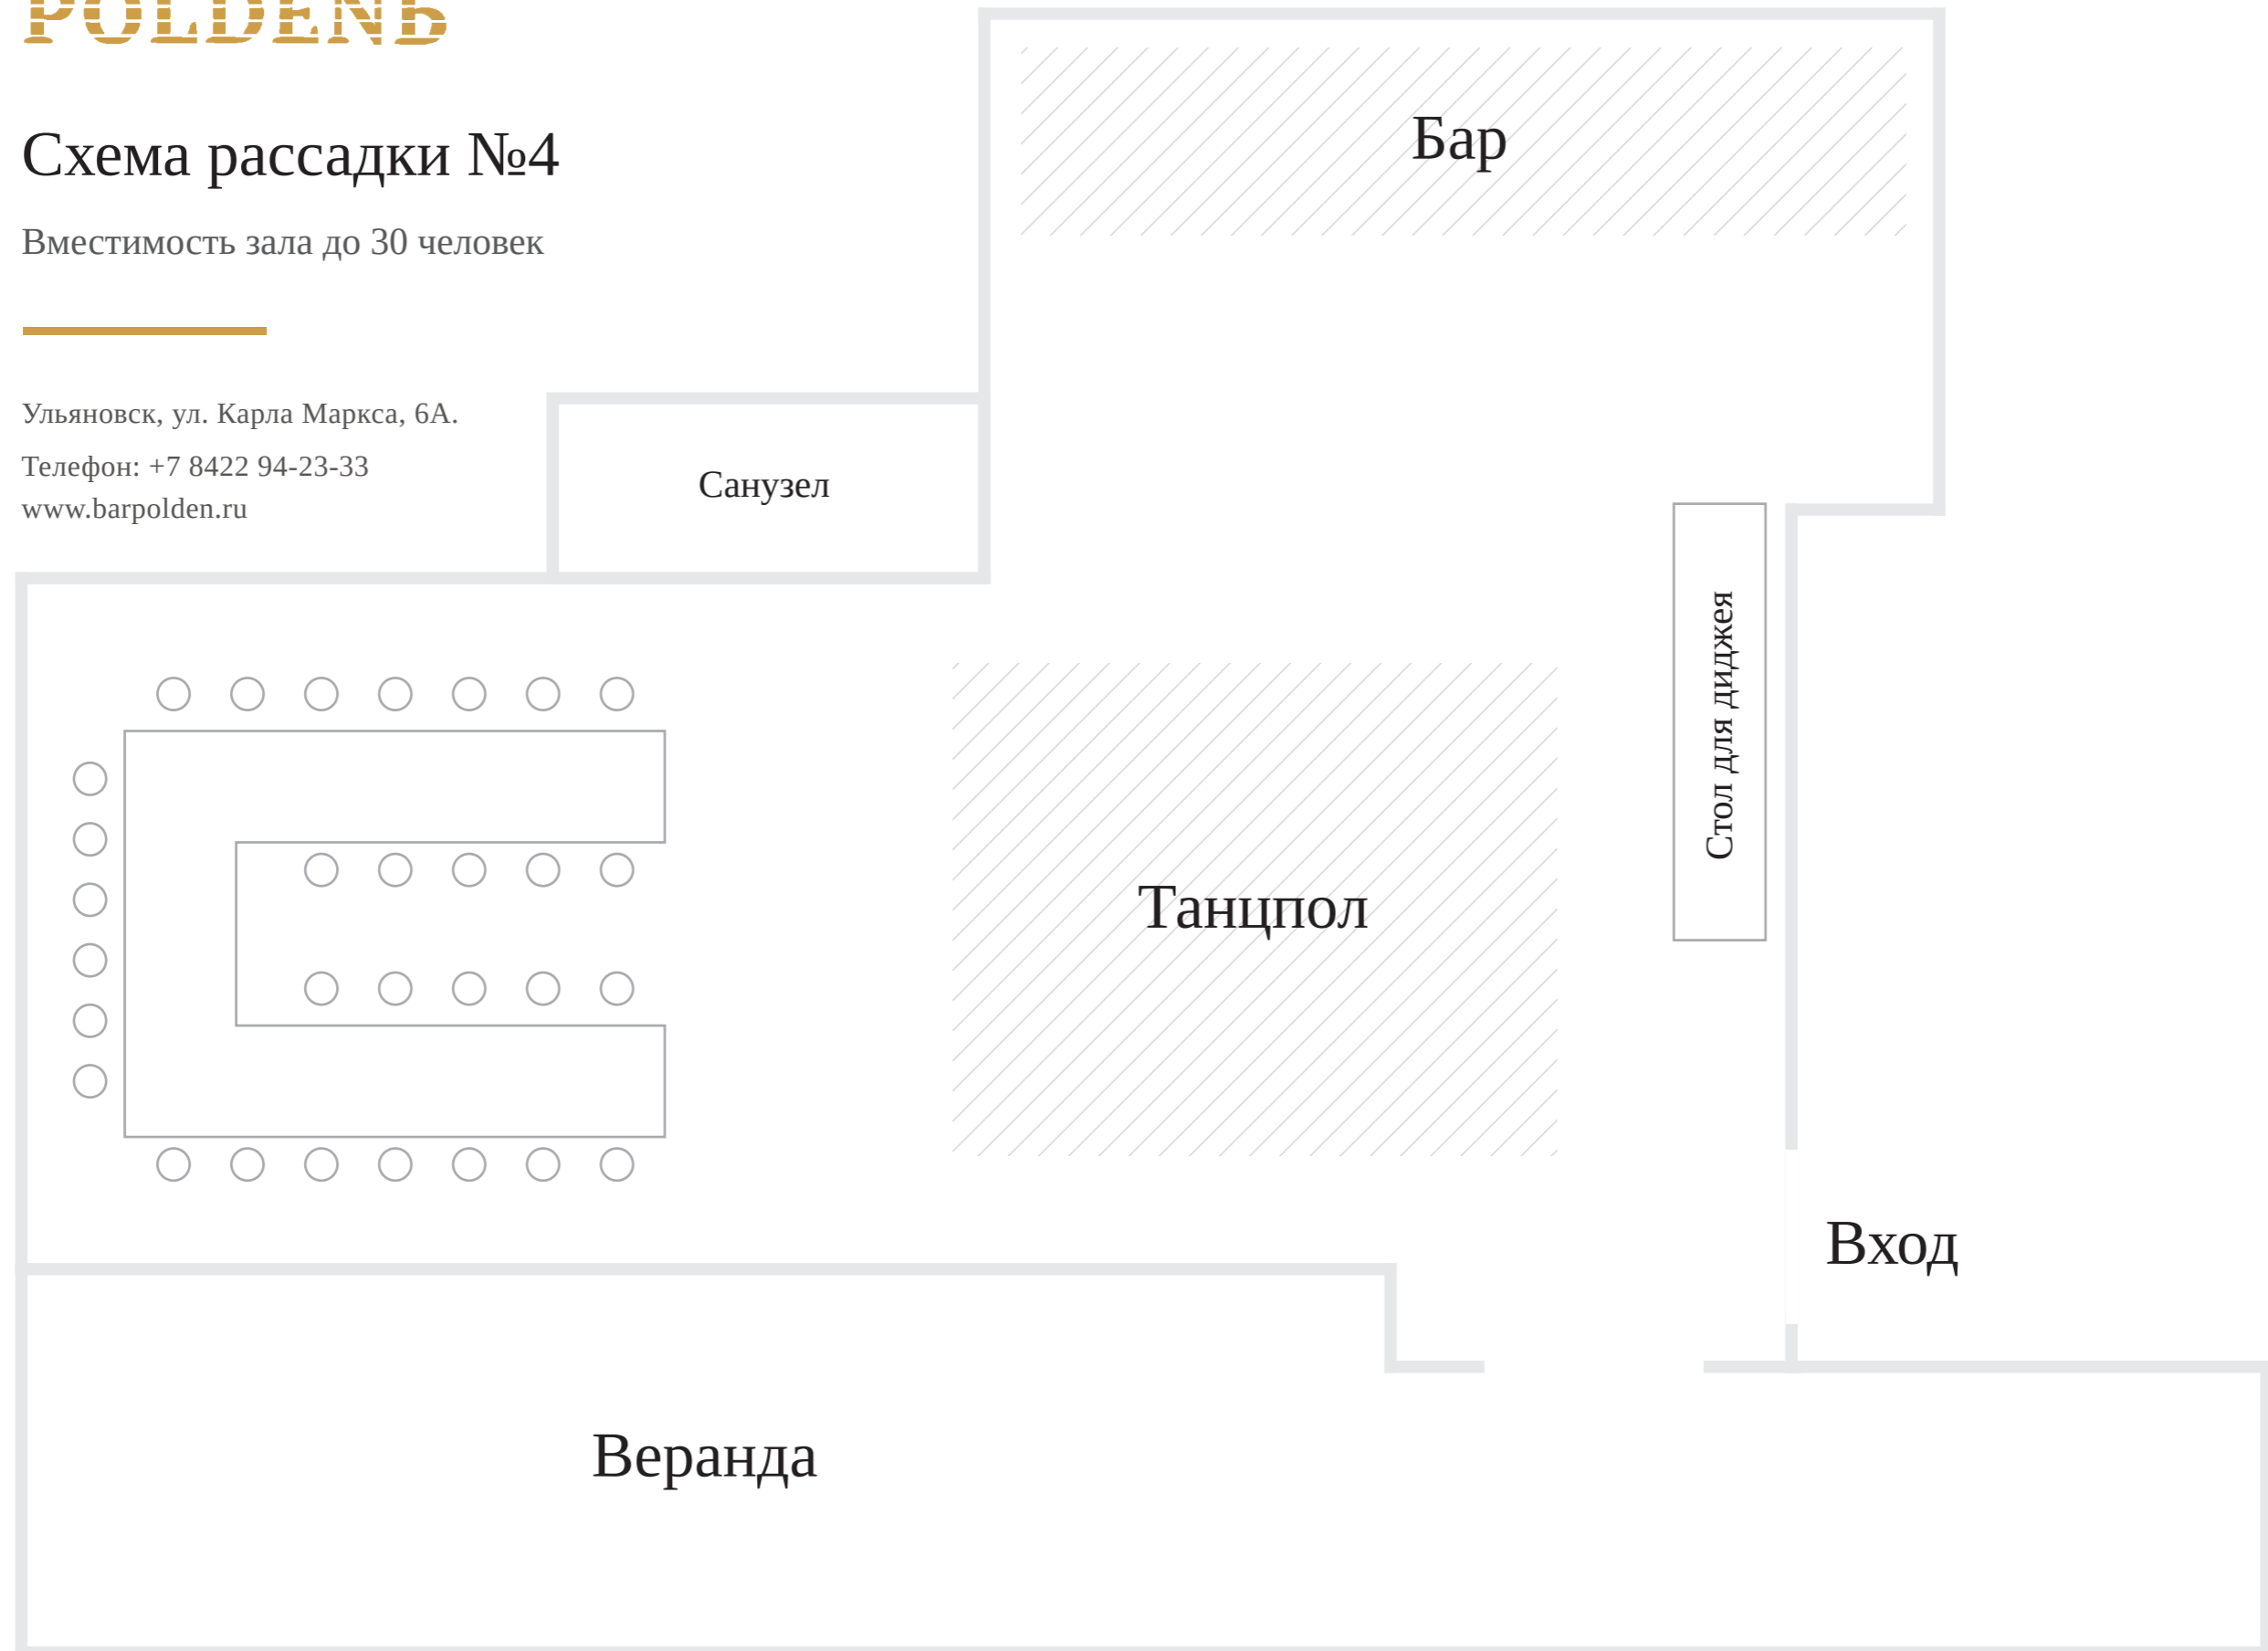 POLDENЬ
Схема рассадки №4
Вместимость зала до 30 человек
Ульяновск, ул. Карла Маркса, 6А.
Телефон: +7 8422 94-23-33
www.barpolden.ru
Бар
Санузел
Стол для диджея
Танцпол
Вход
Веранда